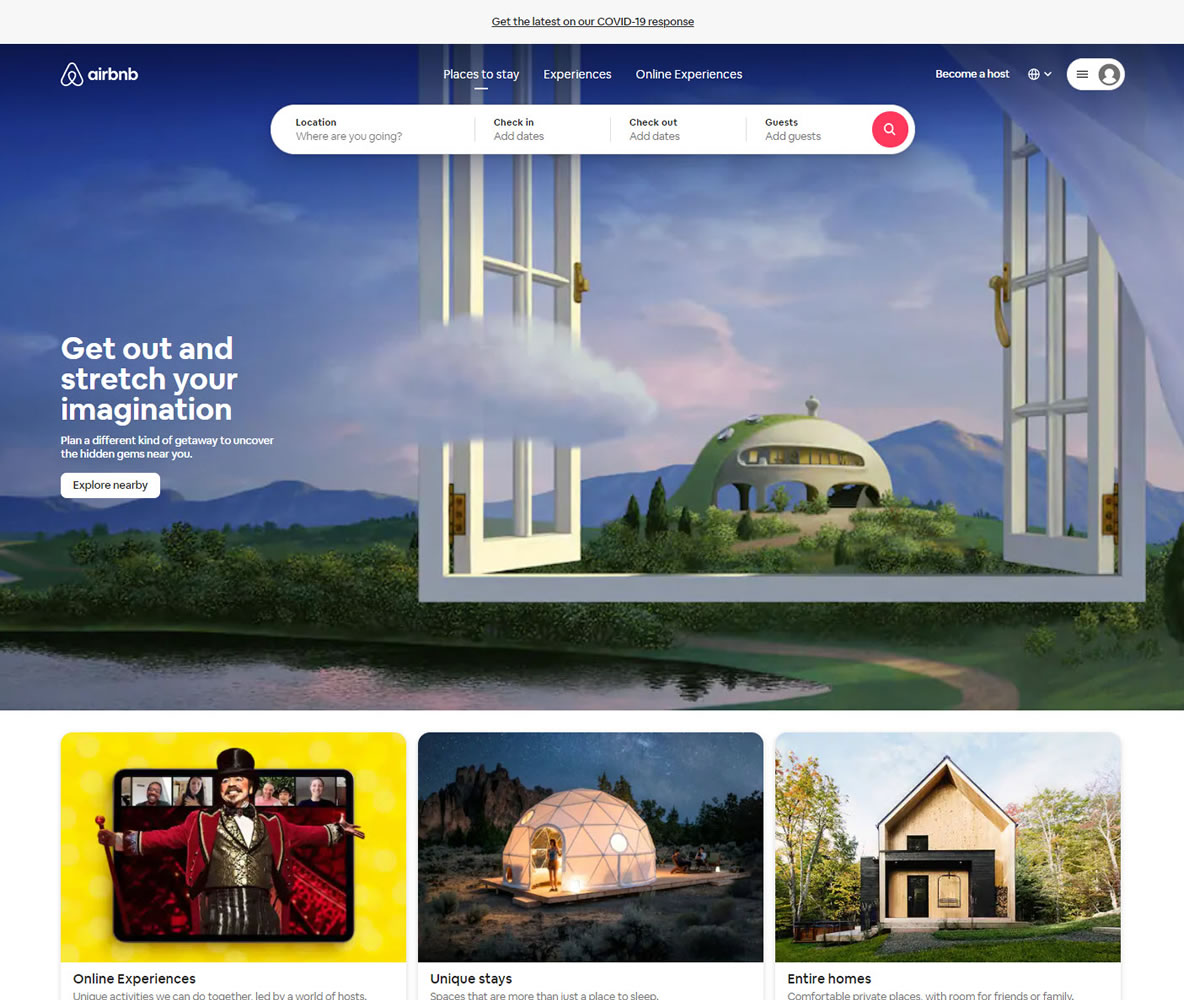 Get the latest on our COVID-19 response
airbnb
Places to stay
Experiences
Online Experiences
Become a host
Location
Where are you going?
Check in
Add dates
Check out
Add dates
Guests
Add guests
Get out and
stretch your
imagination
Plan a different kind of getaway to uncover
the hidden gems near you.
Explore nearby
Online Experiences
Unique activities we can do together, led by a world of hosts.
Unique stays
Spaces that are more than just a place to sleep.
Entire homes
Comfortable private places, with room for friends or family.